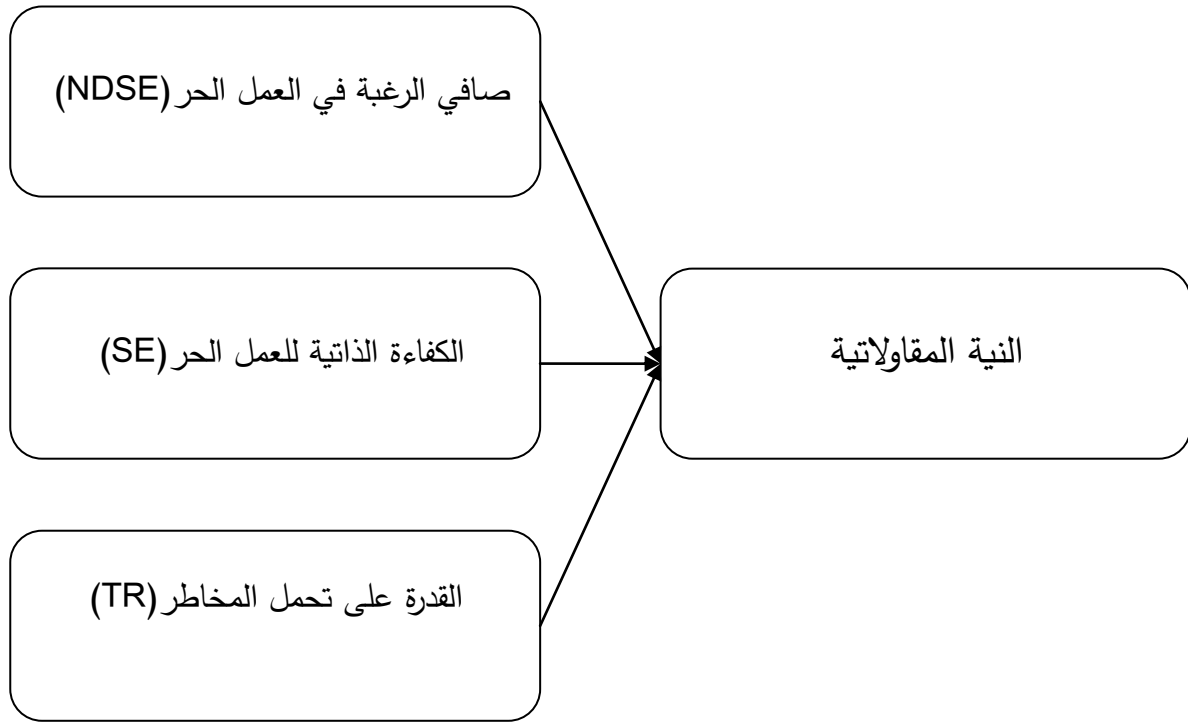 صافي الرغبة في العمل الحر (NDSE)
الكفاءة الذاتية للعمل الحر (SE)
النية المقاولاتية
القدرة على تحمل المخاطر (TR)